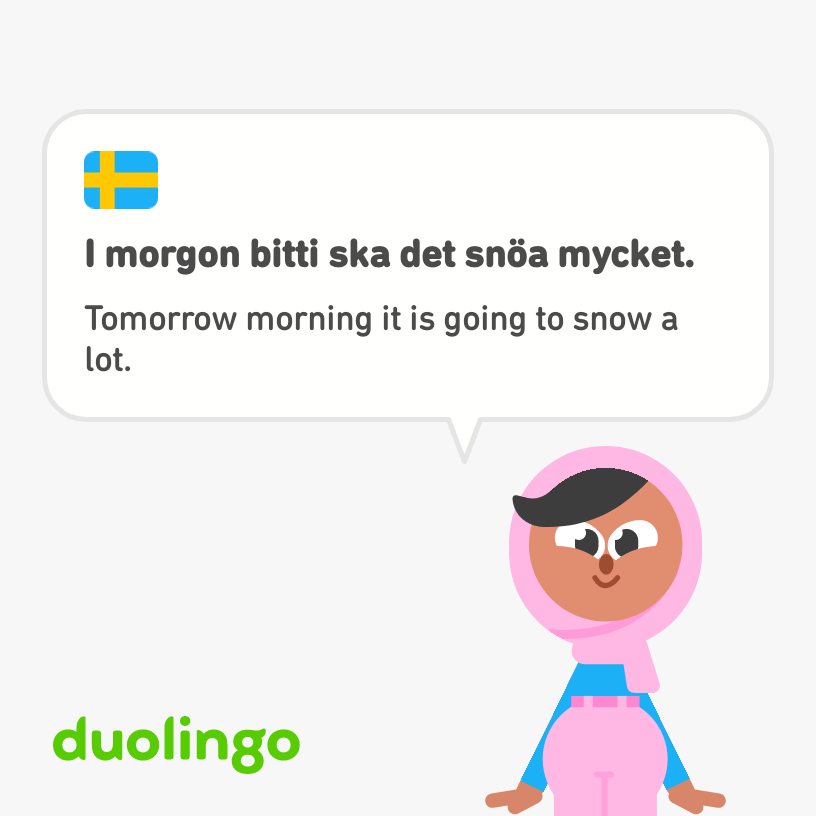 I morgon bitti ska det snöa mycket.
Tomorrow morning it is going to snow a
lot.
duolingo